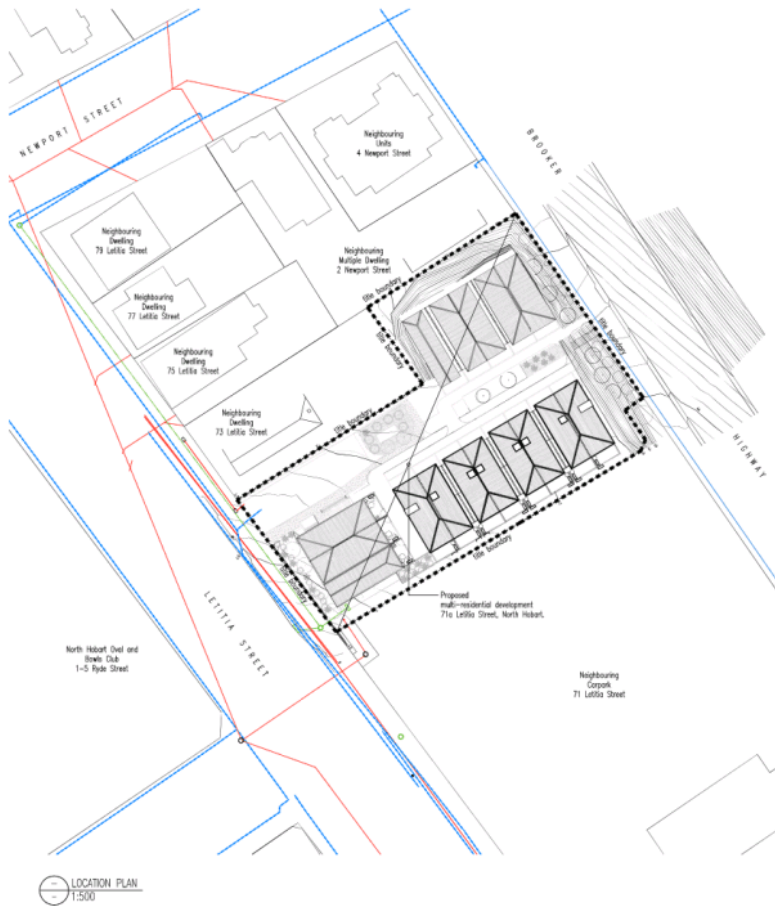 NEWPORT STREET
BROOKER
Neighbouring
Units
4 Newport Street
Neighbouring
Dwelling
79 Letitia Street
Neighbouring
Multiple Dwelling
2 Newport Street
Neighbouring
Dwelling
77 Letitia Street
Neighbouring
Dwelling
75 Letitia Street
Neighbouring
Dwelling
73 Letitia Street
title boundary
title boundary
title boundary
title boundary
title boundary
title boundary
HIGHWAY
LETITIA STREET
Proposed
multi-residential development
71a Letitia Street, North Hobart.
North Hobart Oval and
Bowls Club
1-5 Ryde Street
Neighbouring
Carpark
71 Letitia Street
LOCATION PLAN
1:500